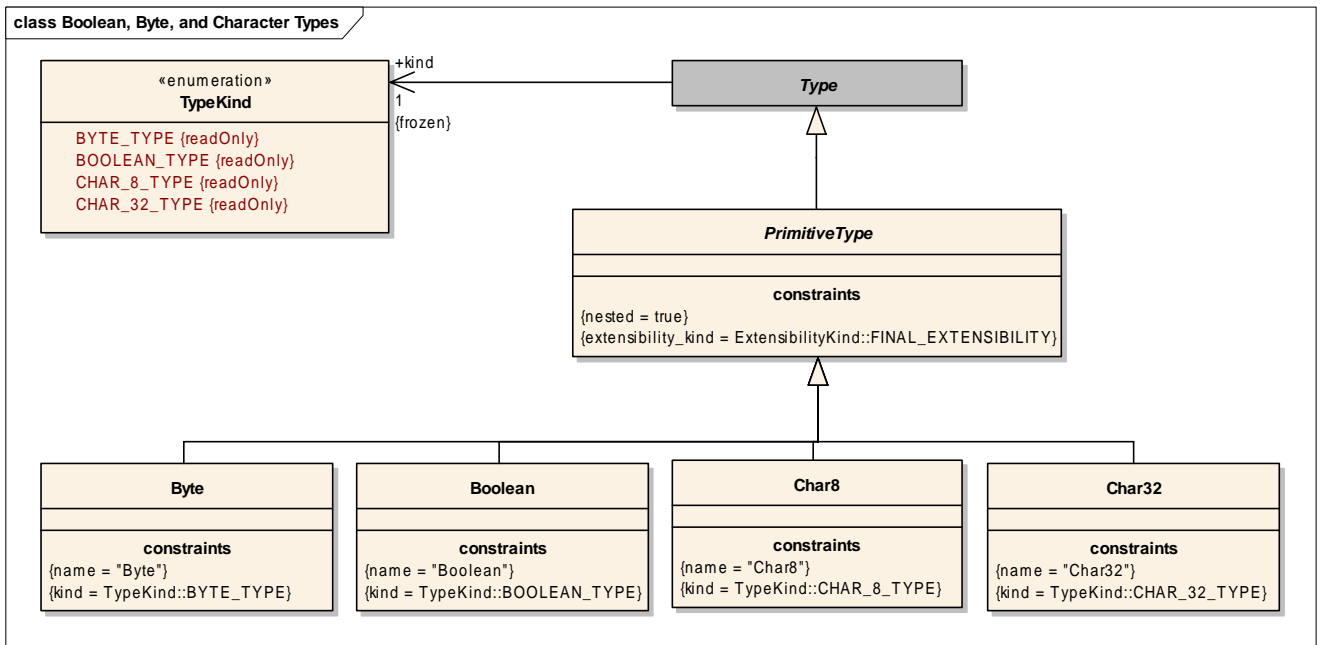 class Boolean, Byte, and Character Types
«enumeration»
TypeKind
BYTE_TYPE {readOnly}
BOOLEAN_TYPE {readOnly}
CHAR_8_TYPE {readOnly}
CHAR_32_TYPE {readOnly}
+kind
1
{frozen}
Type
PrimitiveType
constraints
{nested = true}
{extensibility_kind = ExtensibilityKind::FINAL_EXTENSIBILITY}
Byte
constraints
{name = "Byte"}
{kind = TypeKind::BYTE_TYPE}
Boolean
constraints
{name = "Boolean"}
{kind = TypeKind::BOOLEAN_TYPE}
Char8
constraints
{name = "Char8"}
{kind = TypeKind::CHAR_8_TYPE}
Char32
constraints
{name = "Char32"}
{kind = TypeKind::CHAR_32_TYPE}